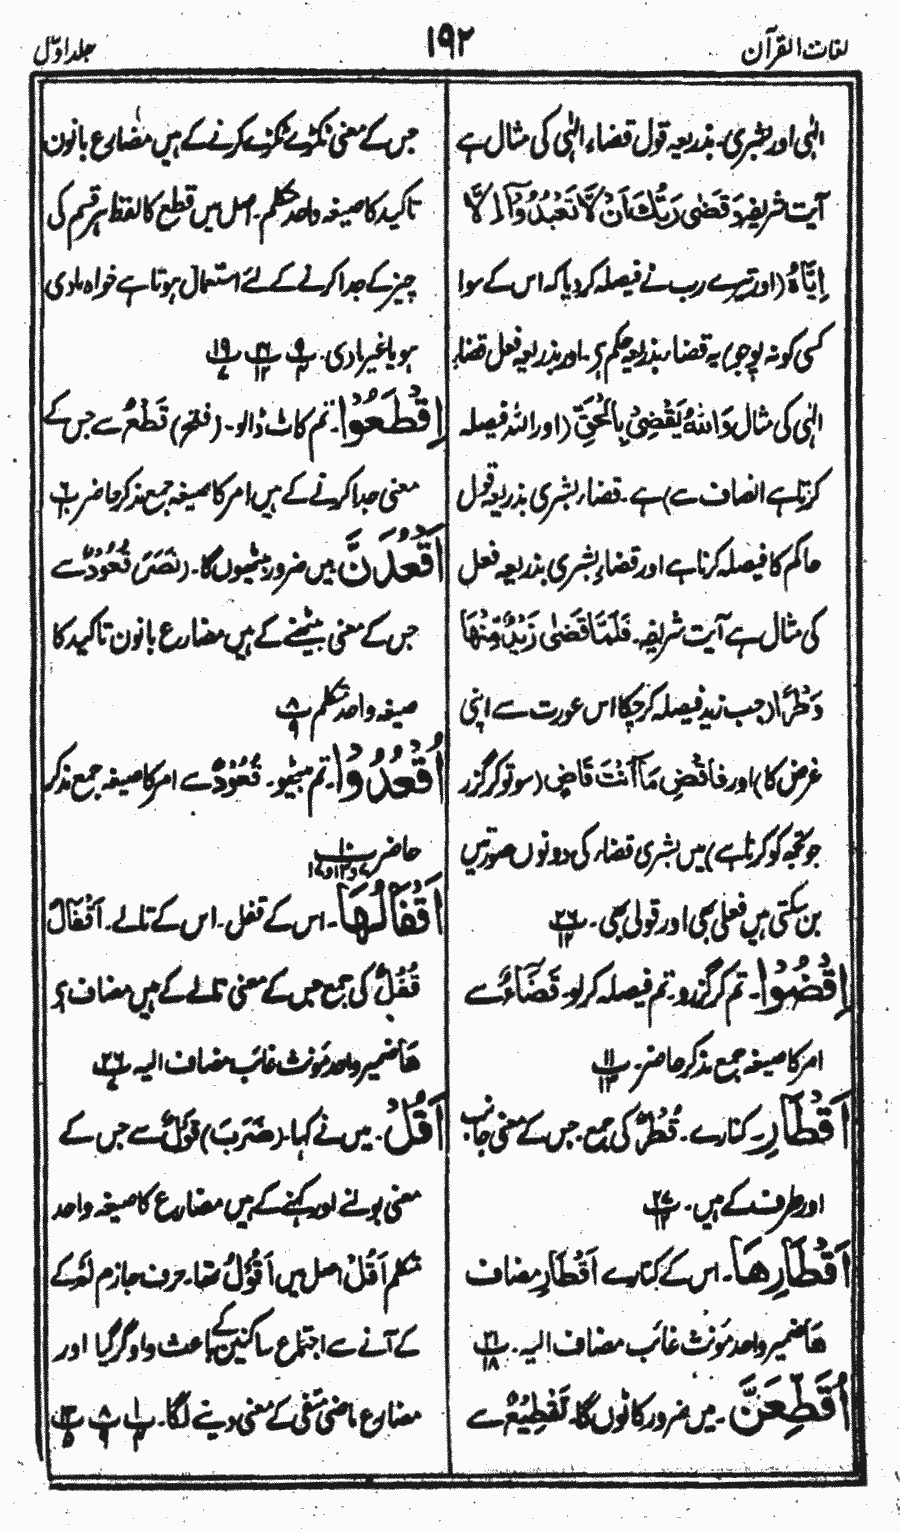 لغات القرآن
۱۹۲
جلد اوّل
الٰہی اور بشری۔ بذریعہ قول قضاء الٰہی کی مثال ہے
آیت شریفہ وَقَضٰی رَبُّكَ اَنْ لَّا تَعْبُدُوْآ اِلَّا
اِیَّاهُ (اور تیرے رب نے فیصلہ کر دیا کہ اس کے سوا
کسی کو نہ پوجو) یہ قضاء بذریعہ حکم ہے۔ اور بذریعہ فعل قضاء
الٰہی کی مثال وَاللّٰهُ یَقْضِیْ بِالْحَقِّ (اور اللہ فیصلہ
کرتا ہے انصاف سے) ہے۔ قضاء بشری بذریعہ قول
حاکم کا فیصلہ کرنا ہے اور قضاءِ بشری بذریعہ فعل
کی مثال ہے آیت شریفہ۔ فَلَمَّا قَضٰی زَیْدٌ مِّنْهَا
وَطَرًا (جب زید فیصلہ کر چکا اس عورت سے اپنی
غرض کا) اور فَاقْضِ مَآ اَنْتَ قَاضٍ (سو تو کر گزر
جو تجھ کو کرنا ہے) میں بشری قضاء کی دونوں صورتیں
بن سکتی ہیں فعلی بھی اور قولی بھی۔ ۲۶/۱۲
اِقْضُوْا۔ تم کر گزرو۔ تم فیصلہ کر لو۔ قَضَاءٌ سے
امر کا صیغہ جمع مذکر حاضر۔ ۱۱/۱۳
اَقْطَارِ۔ کنارے۔ قُطْرٌ کی جمع۔ جس کے معنی جانب
اور طرف کے ہیں۔ ۲۷/۱۲
اَقْطَارِهَا۔ اس کے کنارے اَقْطَارِ مضاف
هَا ضمیر واحد مؤنث غائب مضاف الیہ۔ ۲۱/۱۸
اُقَطِّعَنَّ۔ میں ضرور کاٹوں گا۔ تَقْطِیْعٌ سے
جس کے معنی ٹکڑے ٹکڑے کرنے کے ہیں مضارع بانون
تاکید کا صیغہ واحد متکلم۔ اصل میں قطع کا لفظ ہر قسم کی
چیز کے جدا کرنے کے لئے استعمال ہوتا ہے خواہ مادی
ہو یا غیر مادی۔
اِقْطَعُوْا۔ تم کاٹ ڈالو۔ (فتح) قَطْعٌ سے جس کے
معنی جدا کرنے کے ہیں امر کا صیغہ جمع مذکر حاضر
اَقْعُدَنَّ میں ضرور بیٹھوں گا۔ (نَصَرَ) قُعُوْدٌ سے
جس کے معنی بیٹھنے کے ہیں مضارع بانون تاکید کا
صیغہ واحد متکلم ۸/۹
اُقْعُدُوْا۔ تم بیٹھو۔ قُعُوْدٌ سے امر کا صیغہ جمع مذکر
حاضر
اَقْفَالُهَا۔ اس کے قفل۔ اس کے تالے۔ اَقْفَالٌ
قُفْلٌ کی جمع جس کے معنی تالے کے ہیں مضاف ہے
هَا ضمیر واحد مؤنث غائب مضاف الیہ ۲۶/۷
اَقُلْ۔ میں نے کہا۔ (ضَرَبَ) قَوْلٌ سے جس کے
معنی بولنے اور کہنے کے ہیں مضارع کا صیغہ واحد
متکلم اَقُلْ اصل میں اَقُوْلُ تھا۔ حرف جازم لَمْ کے
کے آنے سے اجتماع ساکنین کے باعث واو گر گیا اور
مضارع ماضی منفی کے معنی دینے لگا۔